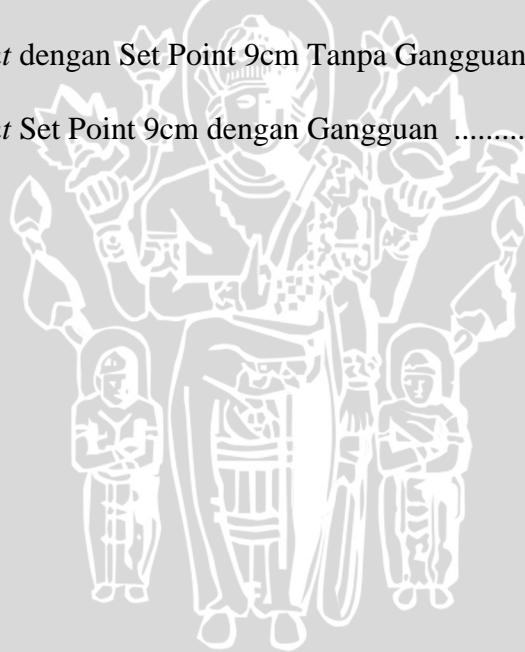 dengan Set Point 9cm Tanpa Gangguan
Set Point 9cm dengan Gangguan .........